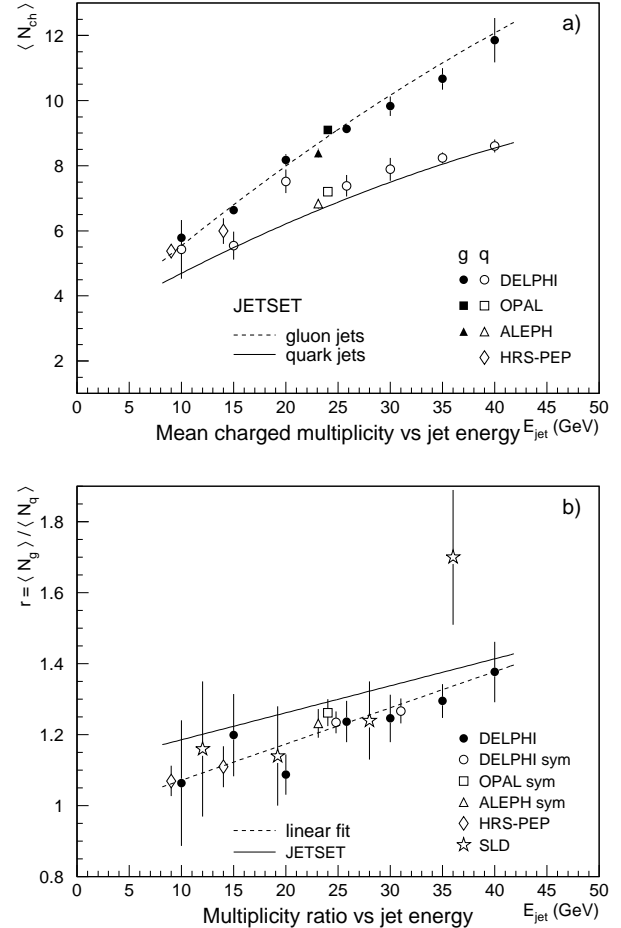 ⟨ N_ch ⟩
a)
12
10
8
6
4
2
g q
DELPHI
OPAL
ALEPH
HRS-PEP
JETSET
gluon jets
quark jets
0 5 10 15 20 25 30 35 40 45 50
Mean charged multiplicity vs jet energy E_jet (GeV)
r = ⟨ N_g ⟩ / ⟨ N_q ⟩
b)
1.8
1.6
1.4
1.2
1
0.8
DELPHI
DELPHI sym
OPAL sym
ALEPH sym
HRS-PEP
SLD
linear fit
JETSET
0 5 10 15 20 25 30 35 40 45 50
Multiplicity ratio vs jet energy E_jet (GeV)